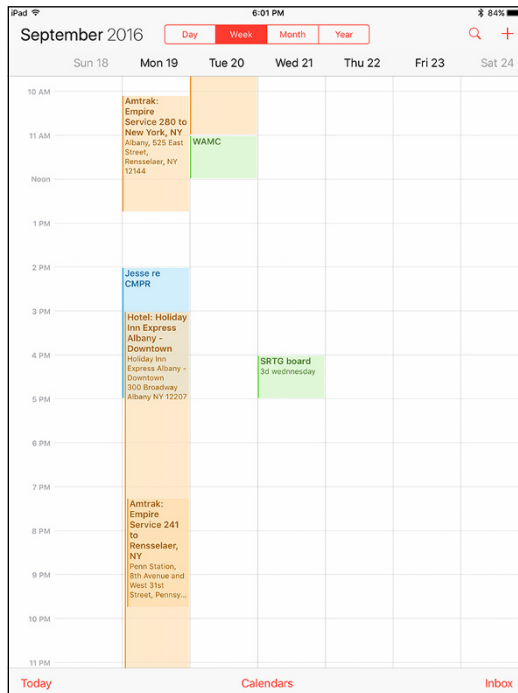 iPad 6:01 PM 84%
September 2016 Day Week Month Year
Sun 18 Mon 19 Tue 20 Wed 21 Thu 22 Fri 23 Sat 24
10 AM
Amtrak:
Empire
Service 280 to
New York, NY
Albany, 525 East
Street,
Rensselaer, NY
12144
11 AM
WAMC
Noon
1 PM
2 PM
Jesse re
CMPR
3 PM
Hotel: Holiday
Inn Express
Albany -
Downtown
Holiday Inn
Express Albany -
Downtown
300 Broadway
Albany NY 12207
4 PM
SRTG board
3d wednnesday
5 PM
6 PM
7 PM
Amtrak:
Empire
Service 241
to
Rensselaer,
NY
Penn Station,
8th Avenue and
West 31st
Street, Pennsy...
8 PM
9 PM
10 PM
11 PM
Today Calendars Inbox